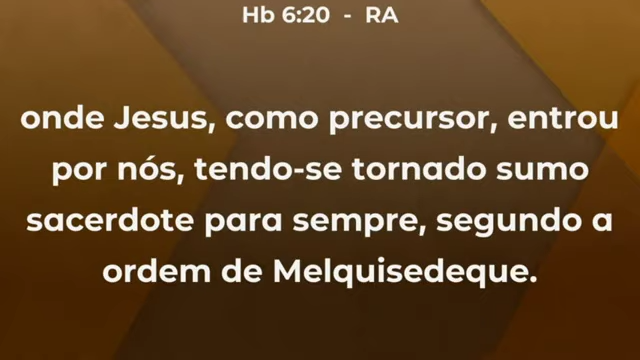 Hb 6:20 - RA
onde Jesus, como precursor, entrou
por nós, tendo-se tornado sumo
sacerdote para sempre, segundo a
ordem de Melquisedeque.